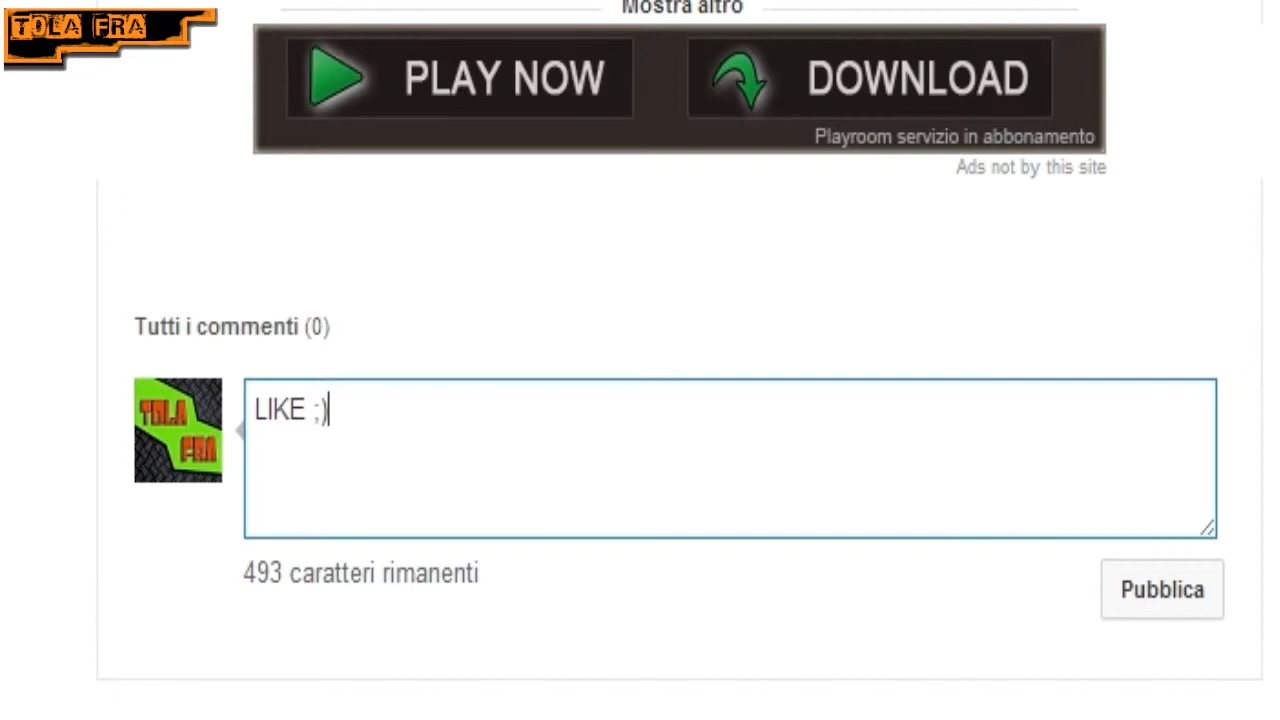 Mostra altro
TOLA FRA
PLAY NOW
DOWNLOAD
Playroom servizio in abbonamento
Ads not by this site
Tutti i commenti (0)
TOLA
FRA
LIKE ;)
493 caratteri rimanenti
Pubblica